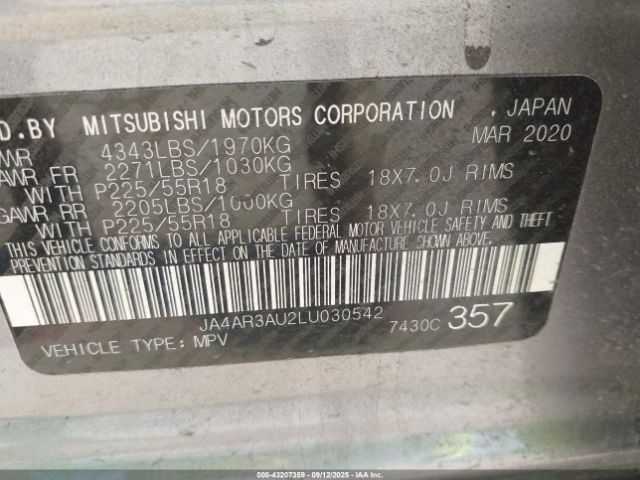 D.BY MITSUBISHI MOTORS CORPORATION , JAPAN
MAR 2020
WR 4343LBS/1970KG
AWR FR 2271LBS/1030KG
WITH P225/55R18 TIRES 18X7.0J RIMS
GAWR RR 2205LBS/1000KG
WITH P225/55R18 TIRES 18X7.0J RIMS
THIS VEHICLE CONFORMS TO ALL APPLICABLE FEDERAL MOTOR VEHICLE SAFETY AND THEFT
PREVENTION STANDARDS IN EFFECT ON THE DATE OF MANUFACTURE SHOWN ABOVE.
JA4AR3AU2LU030542 7430C 357
VEHICLE TYPE: MPV
000-43207359 - 09/12/2025 - IAAI.COM